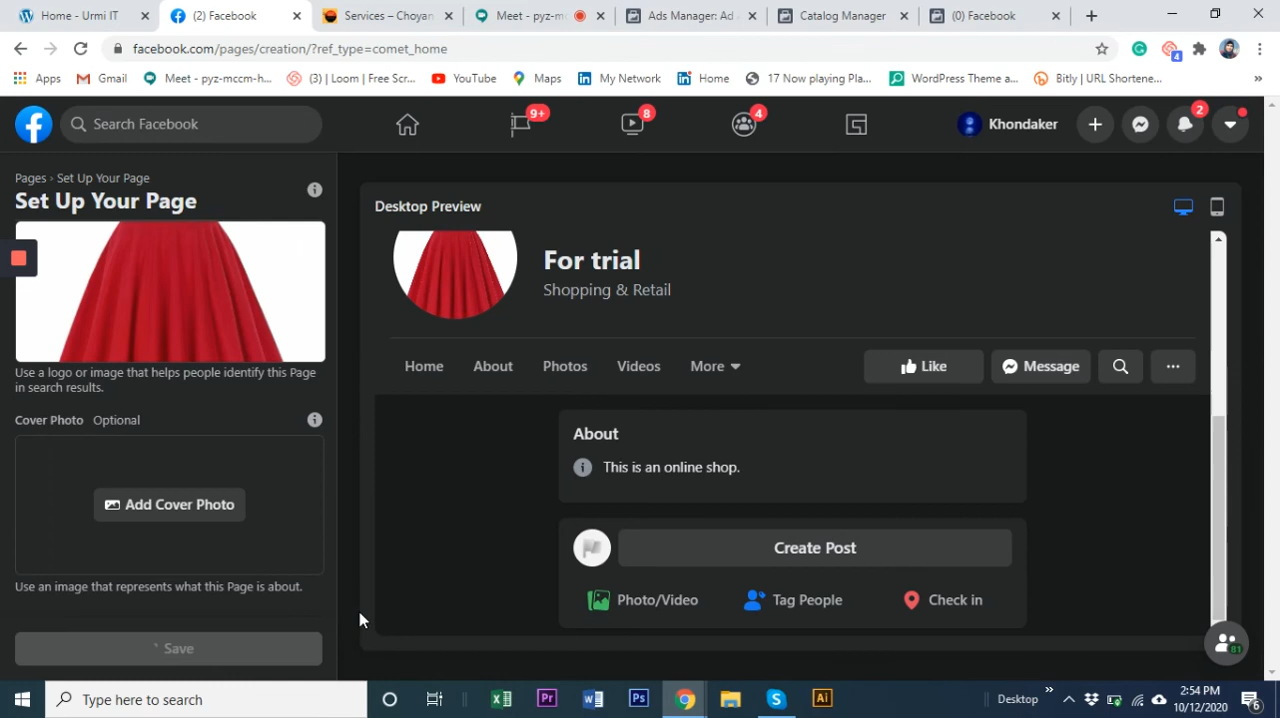 Home - Urmi IT
(2) Facebook
Services – Choyan
Meet - pyz-m
Ads Manager: Ad
Catalog Manager
(0) Facebook
facebook.com/pages/creation/?ref_type=comet_home
4
Apps
Gmail
Meet - pyz-mccm-h...
(3) | Loom | Free Scr...
YouTube
Maps
My Network
Home
17 Now playing Pla...
WordPress Theme a...
Bitly | URL Shortene...
»
Search Facebook
9+
8
4
Khondaker
2
Pages › Set Up Your Page
Set Up Your Page
Use a logo or image that helps people identify this Page
in search results.
Cover Photo Optional
Add Cover Photo
Use an image that represents what this Page is about.
Save
Desktop Preview
For trial
Shopping & Retail
Home
About
Photos
Videos
More
Like
Message
About
This is an online shop.
Create Post
Photo/Video
Tag People
Check in
81
Type here to search
Desktop
»
2:54 PM
10/12/2020
6